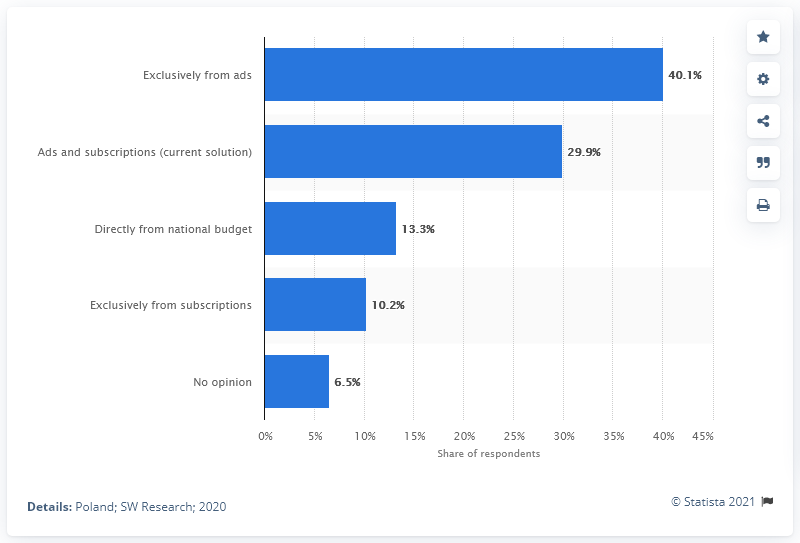 Exclusively from ads
40.1%
Ads and subscriptions (current solution)
29.9%
Directly from national budget
13.3%
Exclusively from subscriptions
10.2%
No opinion
6.5%
0% 5% 10% 15% 20% 25% 30% 35% 40% 45%
Share of respondents
Details: Poland; SW Research; 2020
© Statista 2021